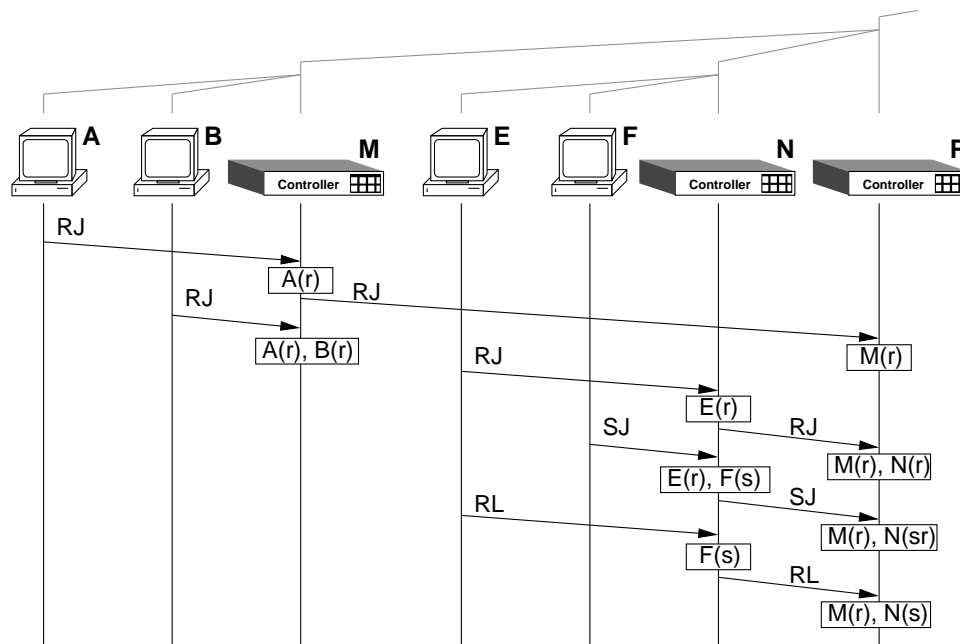 A B M E F N P
Controller Controller Controller
RJ
A(r)
RJ RJ
A(r), B(r) M(r)
RJ
E(r)
SJ RJ
E(r), F(s) M(r), N(r)
RL SJ
F(s) M(r), N(sr)
RL
M(r), N(s)